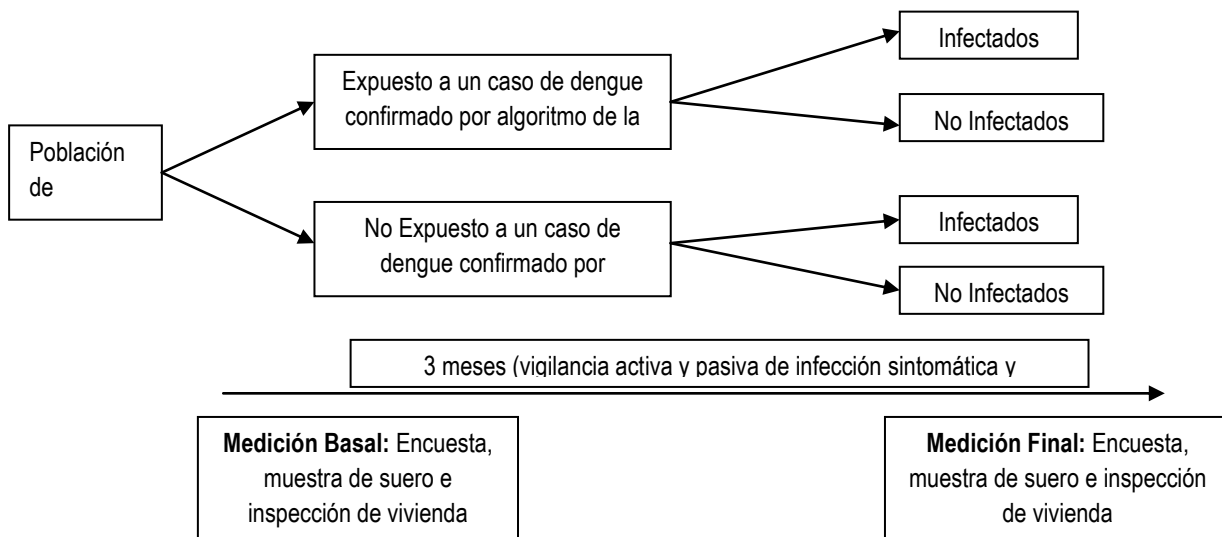 Infectados
Expuesto a un caso de dengue
confirmado por algoritmo de la
No Infectados
Población
de
No Expuesto a un caso de
dengue confirmado por
Infectados
No Infectados
3 meses (vigilancia activa y pasiva de infección sintomática y
Medición Basal: Encuesta,
muestra de suero e
inspección de vivienda
Medición Final: Encuesta,
muestra de suero e inspección
de vivienda